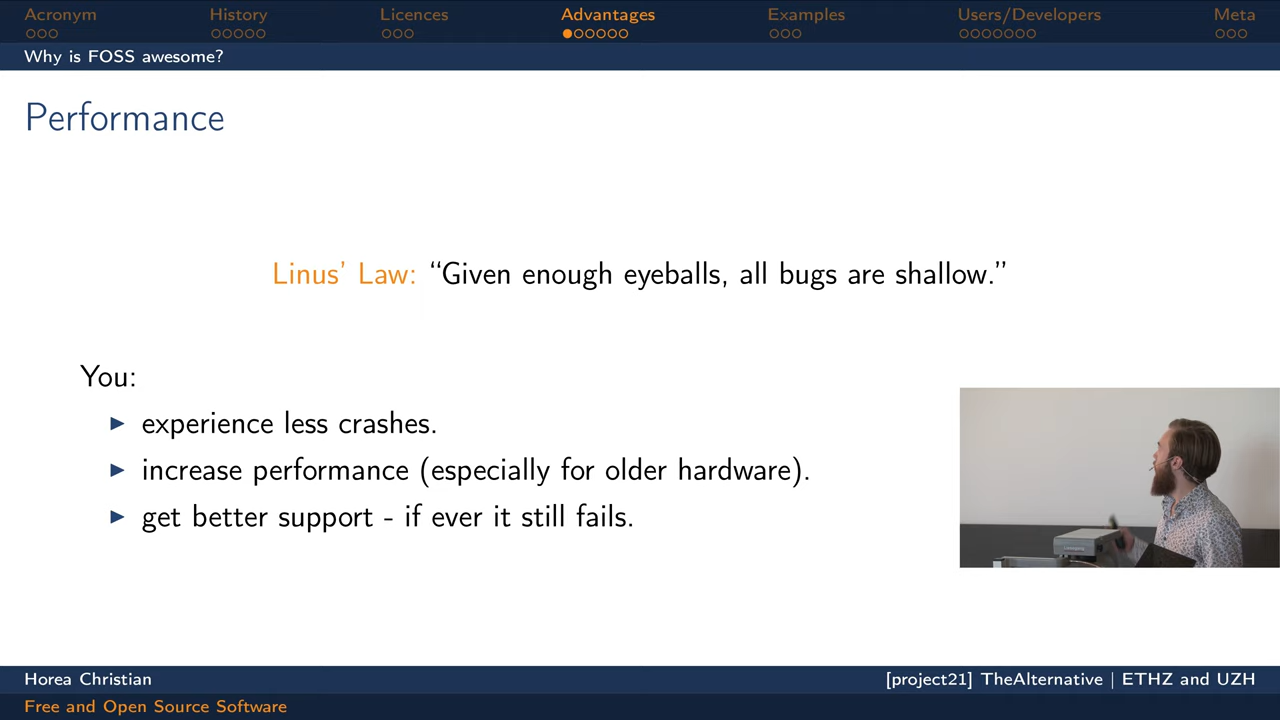 Acronym History Licences Advantages Examples Users/Developers Meta
Why is FOSS awesome?
Performance
Linus’ Law: “Given enough eyeballs, all bugs are shallow.”
You:
experience less crashes.
increase performance (especially for older hardware).
get better support - if ever it still fails.
Horea Christian [project21] TheAlternative | ETHZ and UZH
Free and Open Source Software